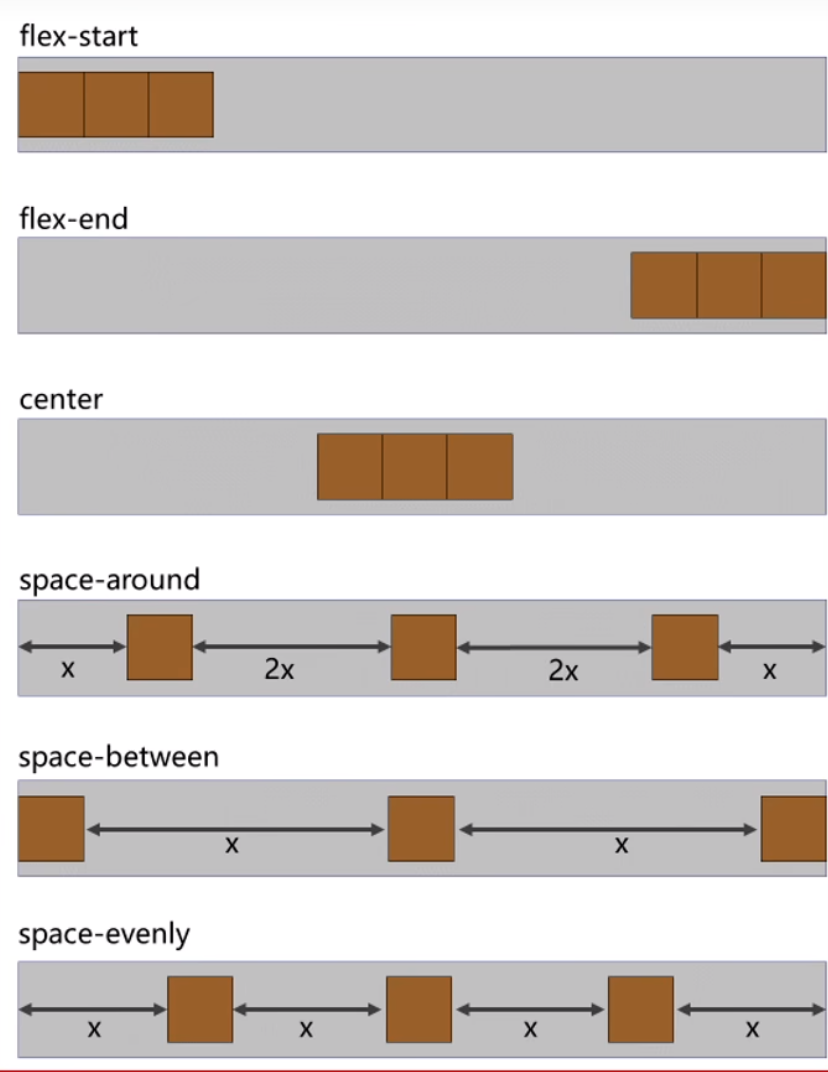 flex-start
flex-end
center
space-around
x 2x 2x x
space-between
x x
space-evenly
x x x x